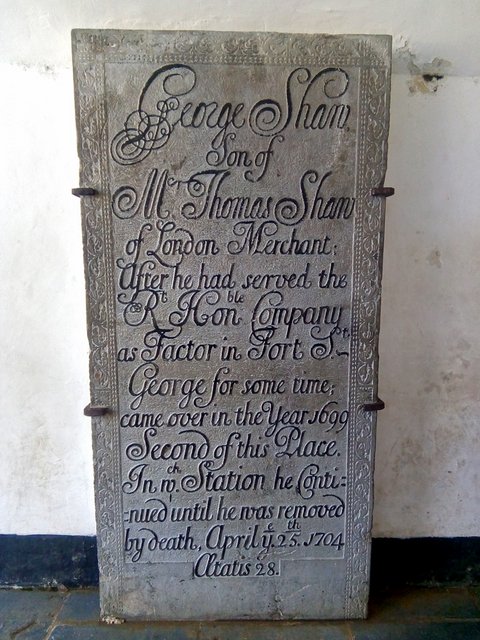 George Shaw
Son of
Mr Thomas Shaw
of London Merchant;
After he had served the
Rt Honble Company
as Factor in Fort St.~
George for some time;
came over in the Year 1699
Second of this Place.
In wch Station he Conti=
=nued until he was removed
by death, April ye 25th. 1704
Ætatis 28.